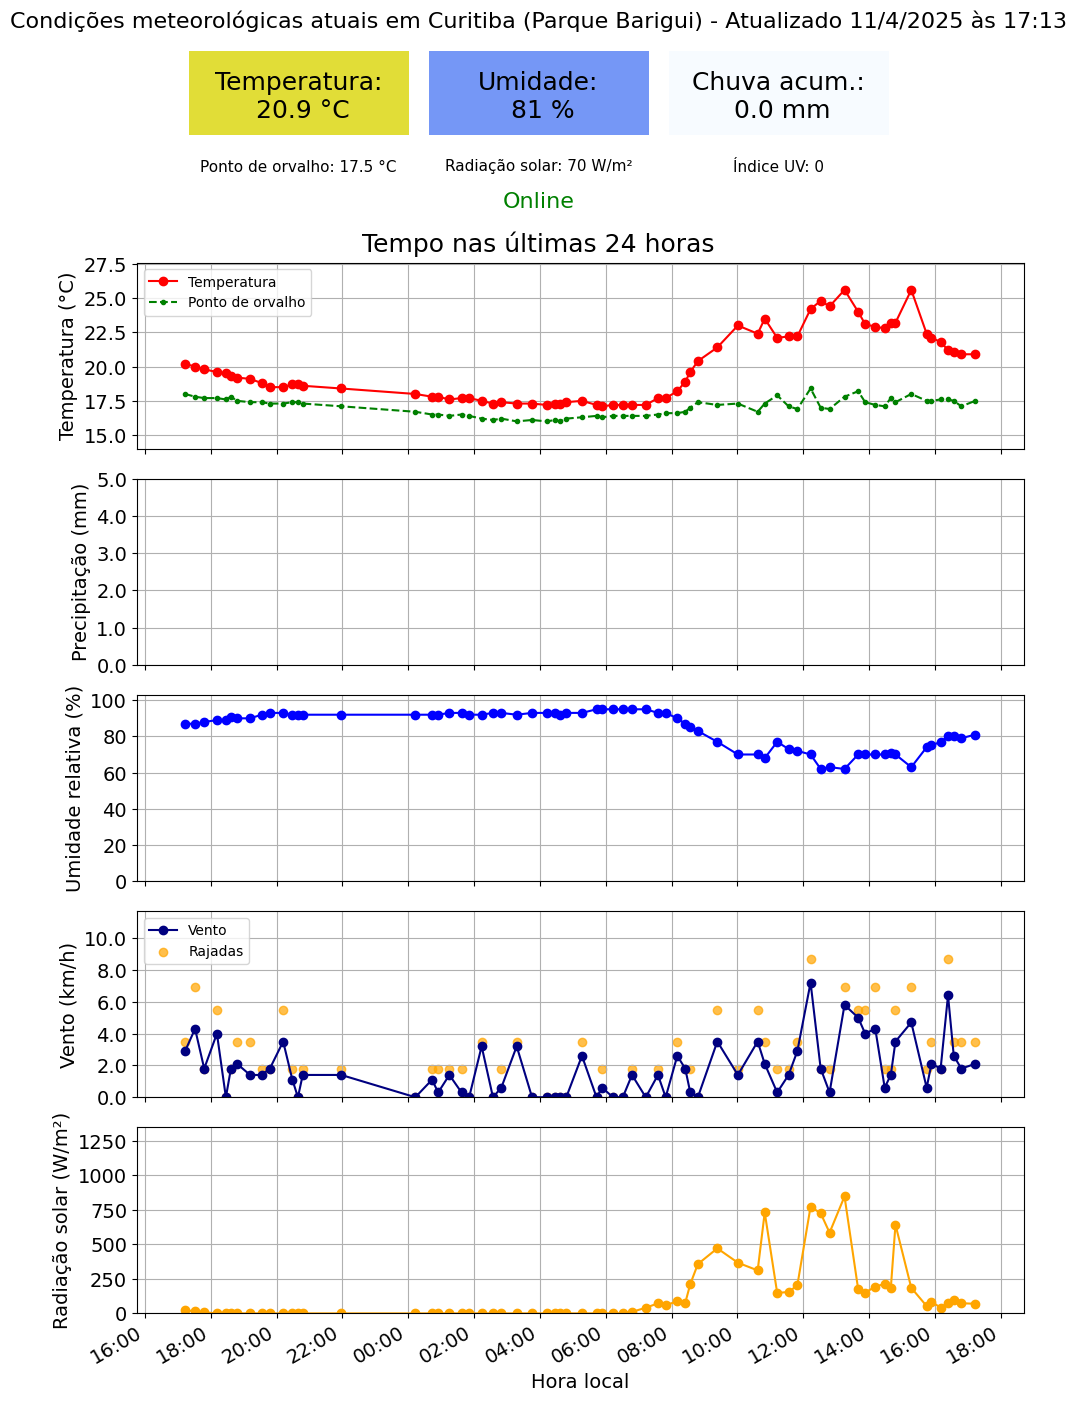 Condições meteorológicas atuais em Curitiba (Parque Barigui) - Atualizado 11/4/2025 às 17:13
Temperatura:
20.9 °C
Umidade:
81 %
Chuva acum.:
0.0 mm
Ponto de orvalho: 17.5 °C
Radiação solar: 70 W/m²
Índice UV: 0
Online
Tempo nas últimas 24 horas
Temperatura (°C)
27.5
25.0
22.5
20.0
17.5
15.0
Temperatura
Ponto de orvalho
Precipitação (mm)
5.0
4.0
3.0
2.0
1.0
0.0
Umidade relativa (%)
100
80
60
40
20
0
Vento (km/h)
10.0
8.0
6.0
4.0
2.0
0.0
Vento
Rajadas
Radiação solar (W/m²)
1250
1000
750
500
250
0
16:00
18:00
20:00
22:00
00:00
02:00
04:00
06:00
08:00
10:00
12:00
14:00
16:00
18:00
Hora local